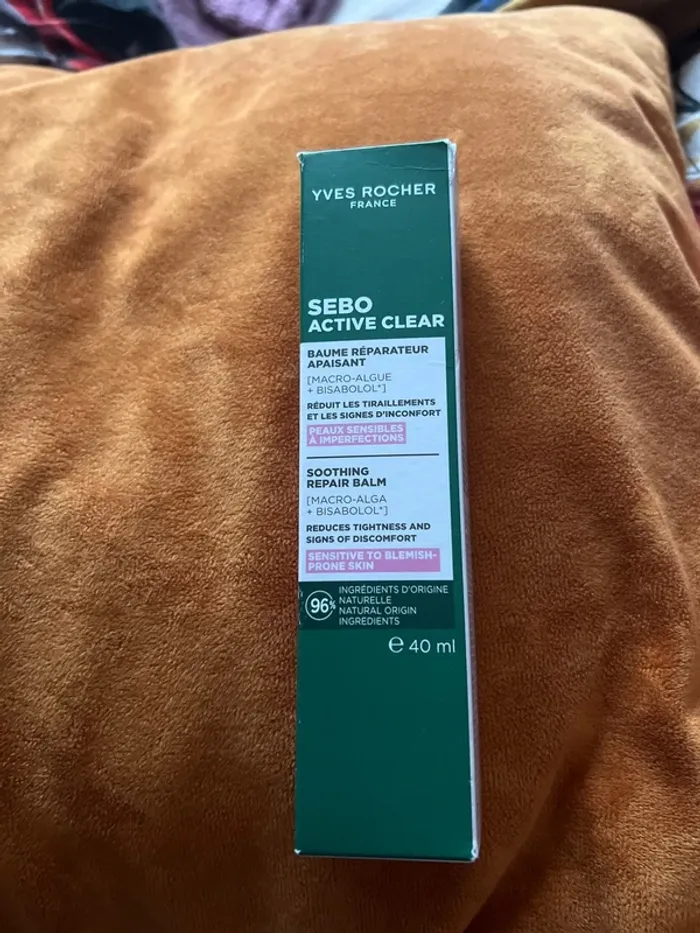 YVES ROCHER
FRANCE
SEBO
ACTIVE CLEAR
BAUME RÉPARATEUR
APAISANT
[MACRO-ALGUE
+ BISABOLOL*]
RÉDUIT LES TIRAILLEMENTS
ET LES SIGNES D'INCONFORT
PEAUX SENSIBLES
À IMPERFECTIONS
SOOTHING
REPAIR BALM
[MACRO-ALGA
+ BISABOLOL*]
REDUCES TIGHTNESS AND
SIGNS OF DISCOMFORT
SENSITIVE TO BLEMISH-
PRONE SKIN
96%
INGRÉDIENTS D'ORIGINE
NATURELLE
NATURAL ORIGIN
INGREDIENTS
℮ 40 ml